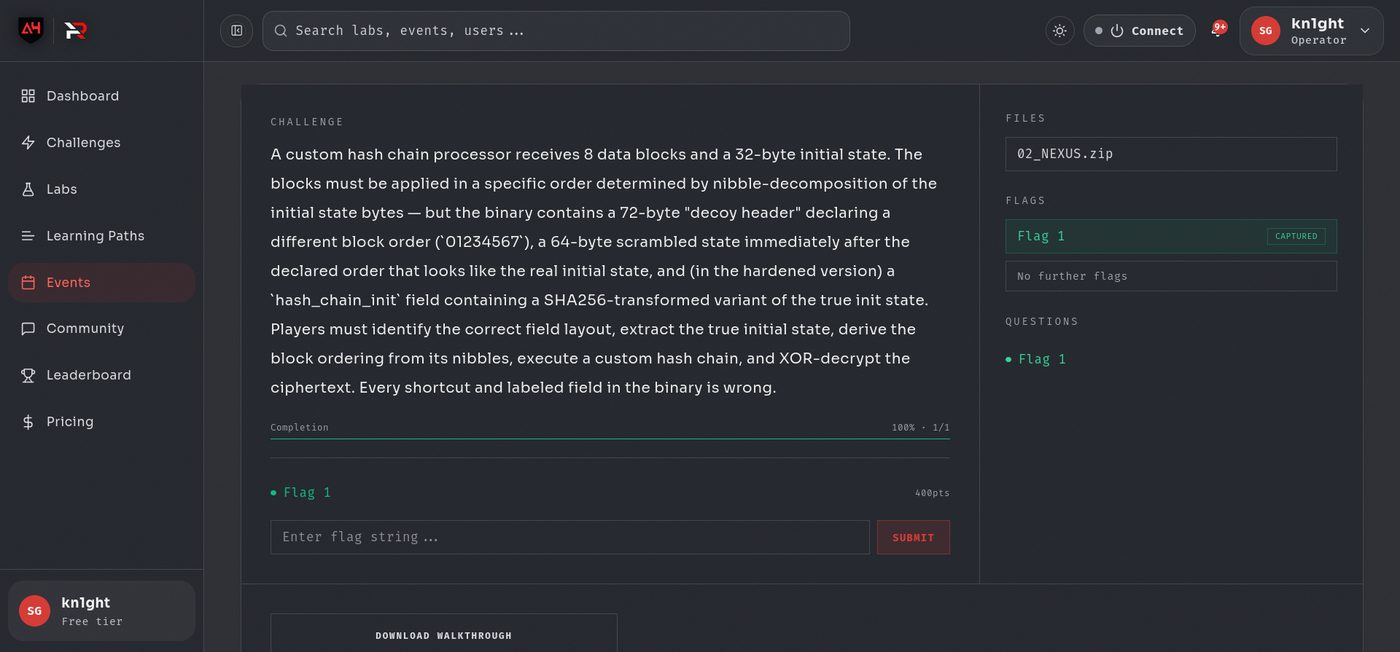 AH
Search labs, events, users...
Connect
9+
SG
kn1ght
Operator
Dashboard
Challenges
Labs
Learning Paths
Events
Community
Leaderboard
Pricing
SG
kn1ght
Free tier
CHALLENGE
A custom hash chain processor receives 8 data blocks and a 32-byte initial state. The
blocks must be applied in a specific order determined by nibble-decomposition of the
initial state bytes — but the binary contains a 72-byte "decoy header" declaring a
different block order (`01234567`), a 64-byte scrambled state immediately after the
declared order that looks like the real initial state, and (in the hardened version) a
`hash_chain_init` field containing a SHA256-transformed variant of the true init state.
Players must identify the correct field layout, extract the true initial state, derive the
block ordering from its nibbles, execute a custom hash chain, and XOR-decrypt the
ciphertext. Every shortcut and labeled field in the binary is wrong.
Completion
100% · 1/1
Flag 1
400pts
Enter flag string...
SUBMIT
DOWNLOAD WALKTHROUGH
FILES
02_NEXUS.zip
FLAGS
Flag 1
CAPTURED
No further flags
QUESTIONS
Flag 1